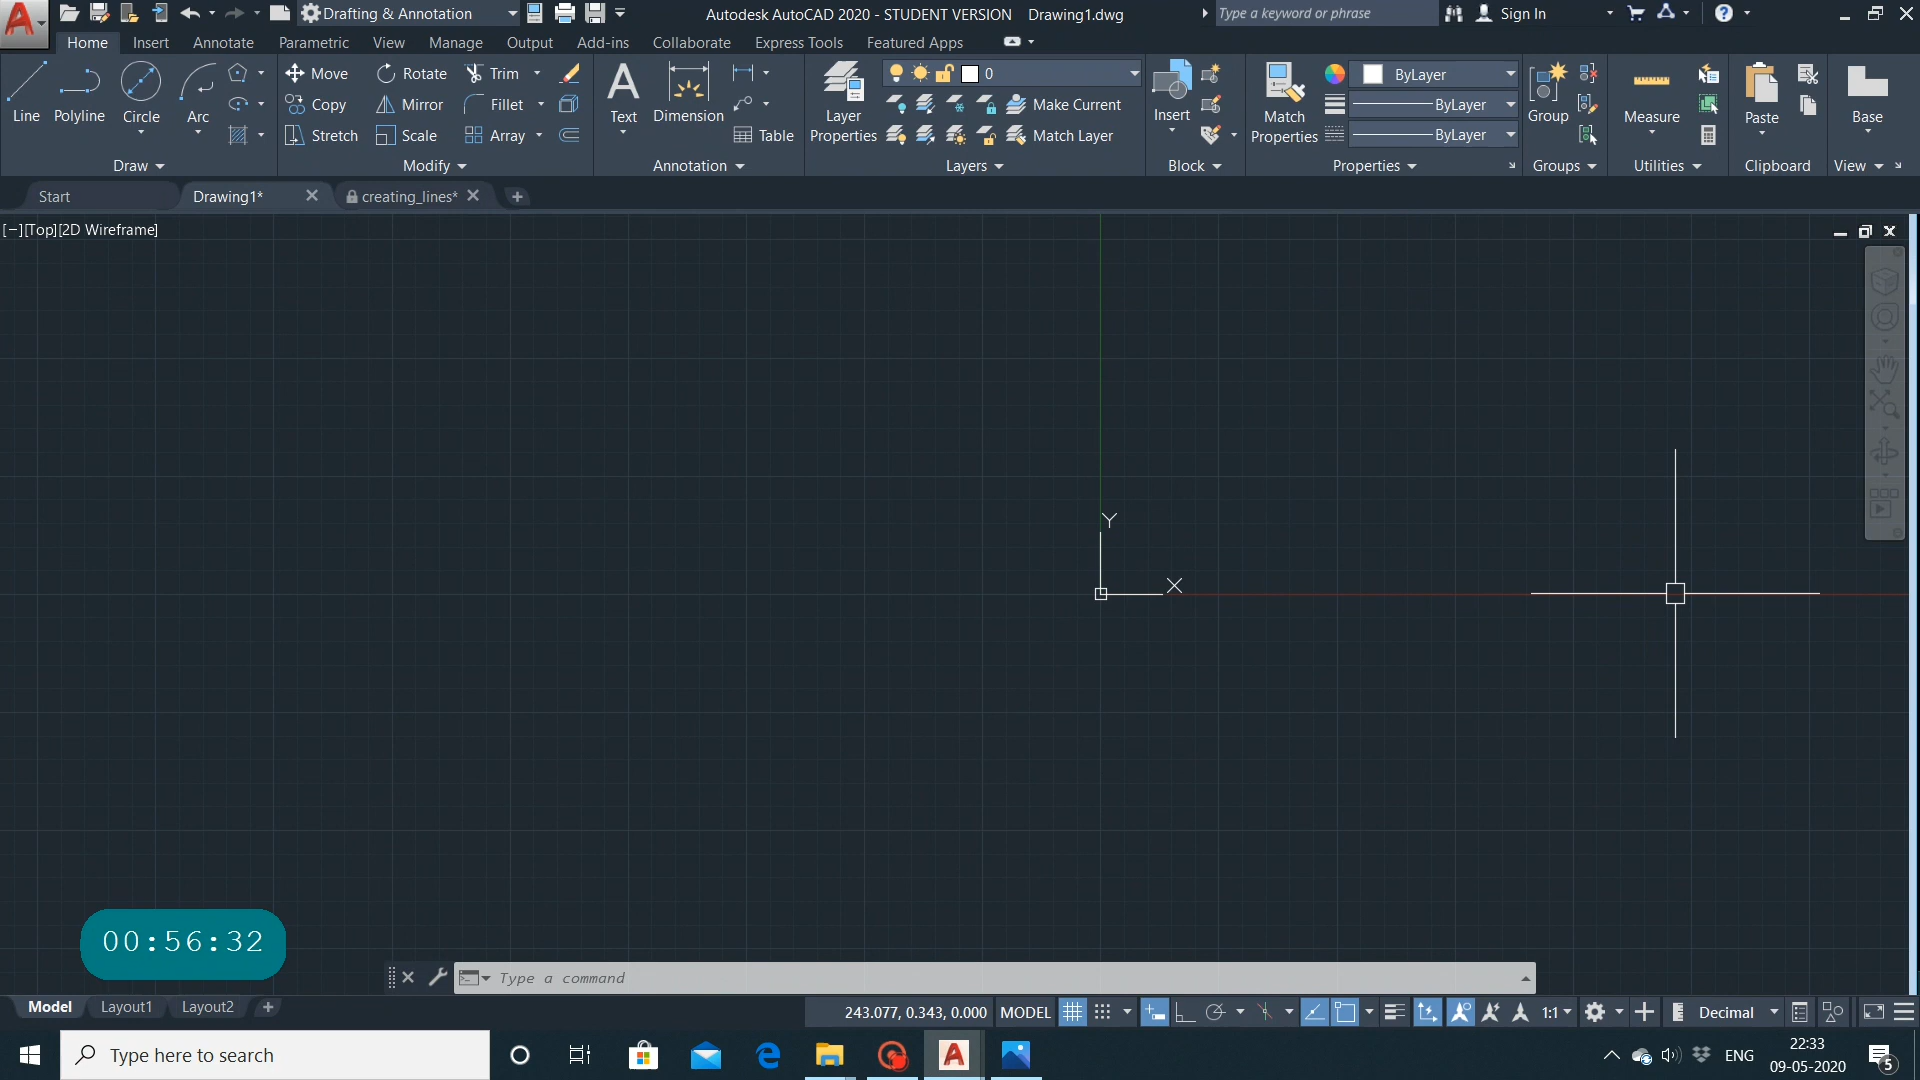 Drafting & Annotation
Autodesk AutoCAD 2020 - STUDENT VERSION Drawing1.dwg
Type a keyword or phrase
Sign In
Home Insert Annotate Parametric View Manage Output Add-ins Collaborate Express Tools Featured Apps
Line Polyline Circle Arc
Move Rotate Trim
Copy Mirror Fillet
Stretch Scale Array
Text Dimension
Table
Layer
Properties
0
Make Current
Match Layer
Insert
Match
Properties
ByLayer
ByLayer
ByLayer
Group
Measure
Paste
Base
Draw Modify Annotation Layers Block Properties Groups Utilities Clipboard View
Start Drawing1* creating_lines*
[−][Top][2D Wireframe]
Y
X
00:56:32
Type a command
Model Layout1 Layout2
243.077, 0.343, 0.000 MODEL 1:1 Decimal
Type here to search
ENG
22:33
09-05-2020
5